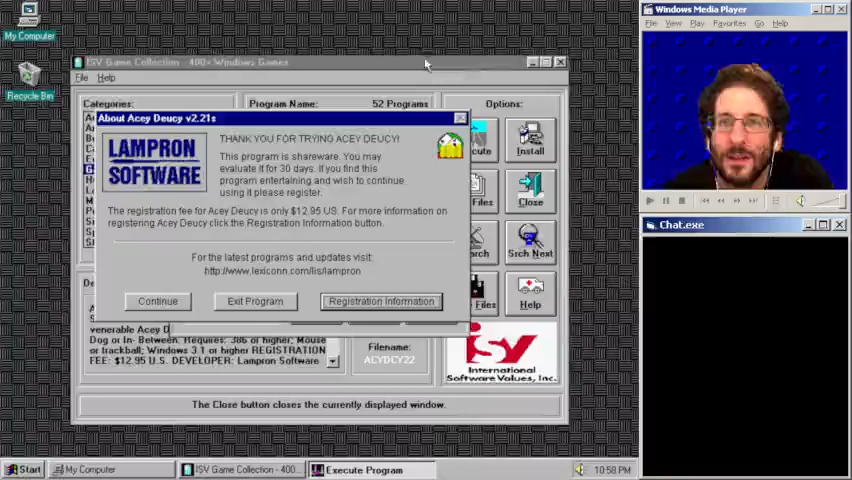 My Computer
Recycle Bin
ISV Game Collection - 400+ Windows Games
File Help
Categories:
Program Name:
52 Programs
Options:
About Acey Deucy v2.21s
LAMPRON
SOFTWARE
THANK YOU FOR TRYING ACEY DEUCY!
This program is shareware. You may
evaluate it for 30 days. If you find this
program entertaining and wish to continue
using it please register.
The registration fee for Acey Deucy is only $12.95 US. For more information on
registering Acey Deucy click the Registration Information button.
For the latest programs and updates visit:
http://www.lexiconn.com/lis/lampron
Continue
Exit Program
Registration Information
Install
Files
Close
Srch Next
Files
Help
venerable Acey D
Dog or In- Between. Requires: 386 or higher; Mouse
or trackball; Windows 3.1 or higher REGISTRATION
FEE: $12.95 U.S. DEVELOPER: Lampron Software
Filename:
ACYDCY22
isv
International
Software Values, Inc.
The Close button closes the currently displayed window.
Start
My Computer
ISV Game Collection - 400...
Execute Program
10:58 PM
Windows Media Player
File View Play Favorites Go Help
Chat.exe